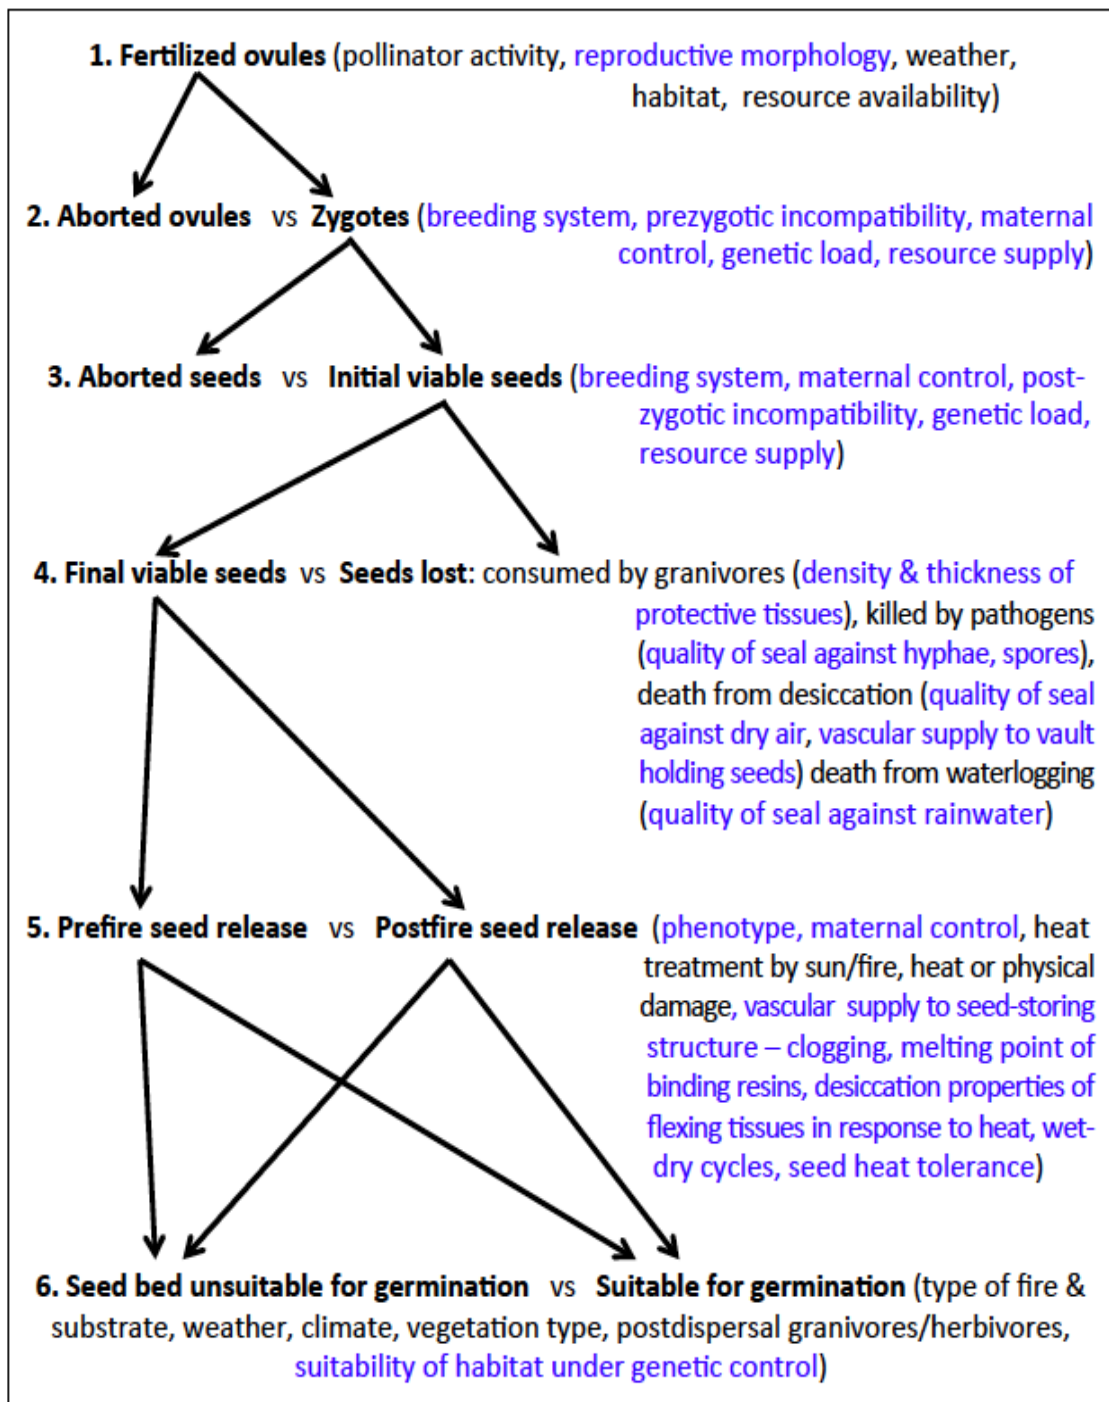 1. Fertilized ovules (pollinator activity, reproductive morphology, weather,
habitat, resource availability)
2. Aborted ovules vs Zygotes (breeding system, prezygotic incompatibility, maternal
control, genetic load, resource supply)
3. Aborted seeds vs Initial viable seeds (breeding system, maternal control, post-
zygotic incompatibility, genetic load,
resource supply)
4. Final viable seeds vs Seeds lost: consumed by granivores (density & thickness of
protective tissues), killed by pathogens
(quality of seal against hyphae, spores),
death from desiccation (quality of seal
against dry air, vascular supply to vault
holding seeds) death from waterlogging
(quality of seal against rainwater)
5. Prefire seed release vs Postfire seed release (phenotype, maternal control, heat
treatment by sun/fire, heat or physical
damage, vascular supply to seed-storing
structure – clogging, melting point of
binding resins, desiccation properties of
flexing tissues in response to heat, wet-
dry cycles, seed heat tolerance)
6. Seed bed unsuitable for germination vs Suitable for germination (type of fire &
substrate, weather, climate, vegetation type, postdispersal granivores/herbivores,
suitability of habitat under genetic control)